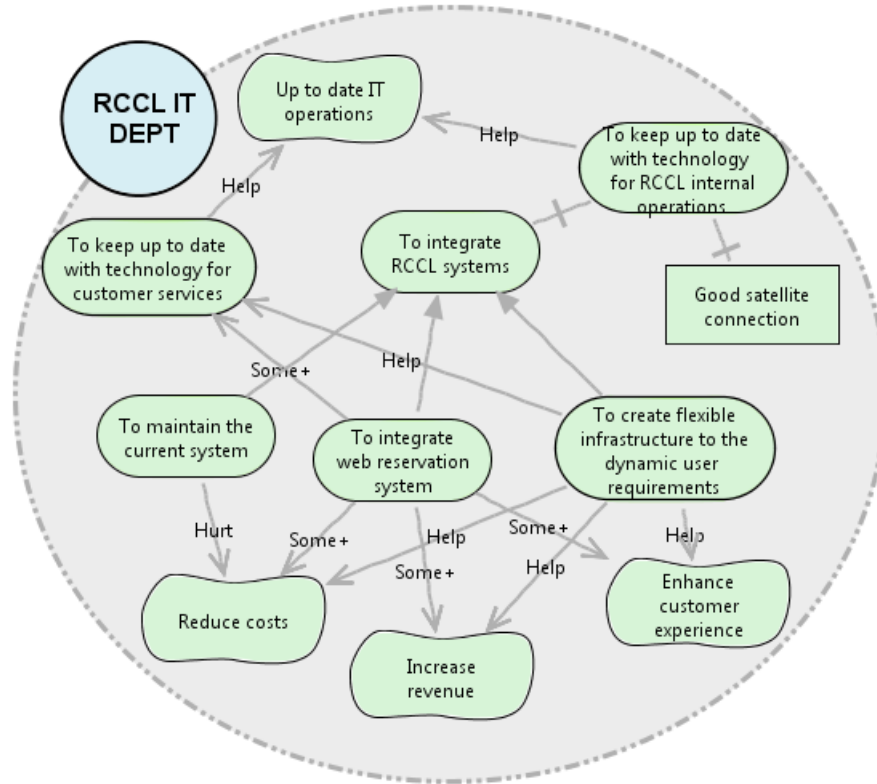 RCCL IT
DEPT
Up to date IT
operations
Help
To keep up to date
with technology
for RCCL internal
operations
Help
To keep up to date
with technology for
customer services
To integrate
RCCL systems
Good satellite
connection
Some+
Help
To maintain the
current system
To integrate
web reservation
system
To create flexible
infrastructure to the
dynamic user
requirements
Hurt
Some+
Help
Some+
Help
Some+
Help
Reduce costs
Increase
revenue
Enhance
customer
experience